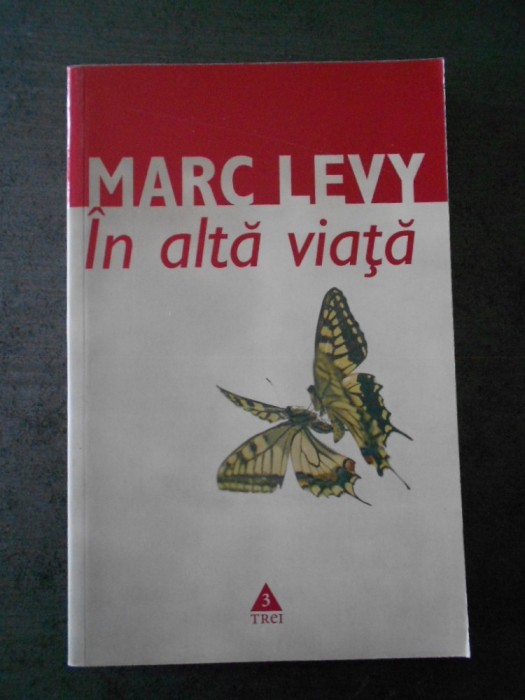 MARC LEVY
În altă viaţă
3
TREI